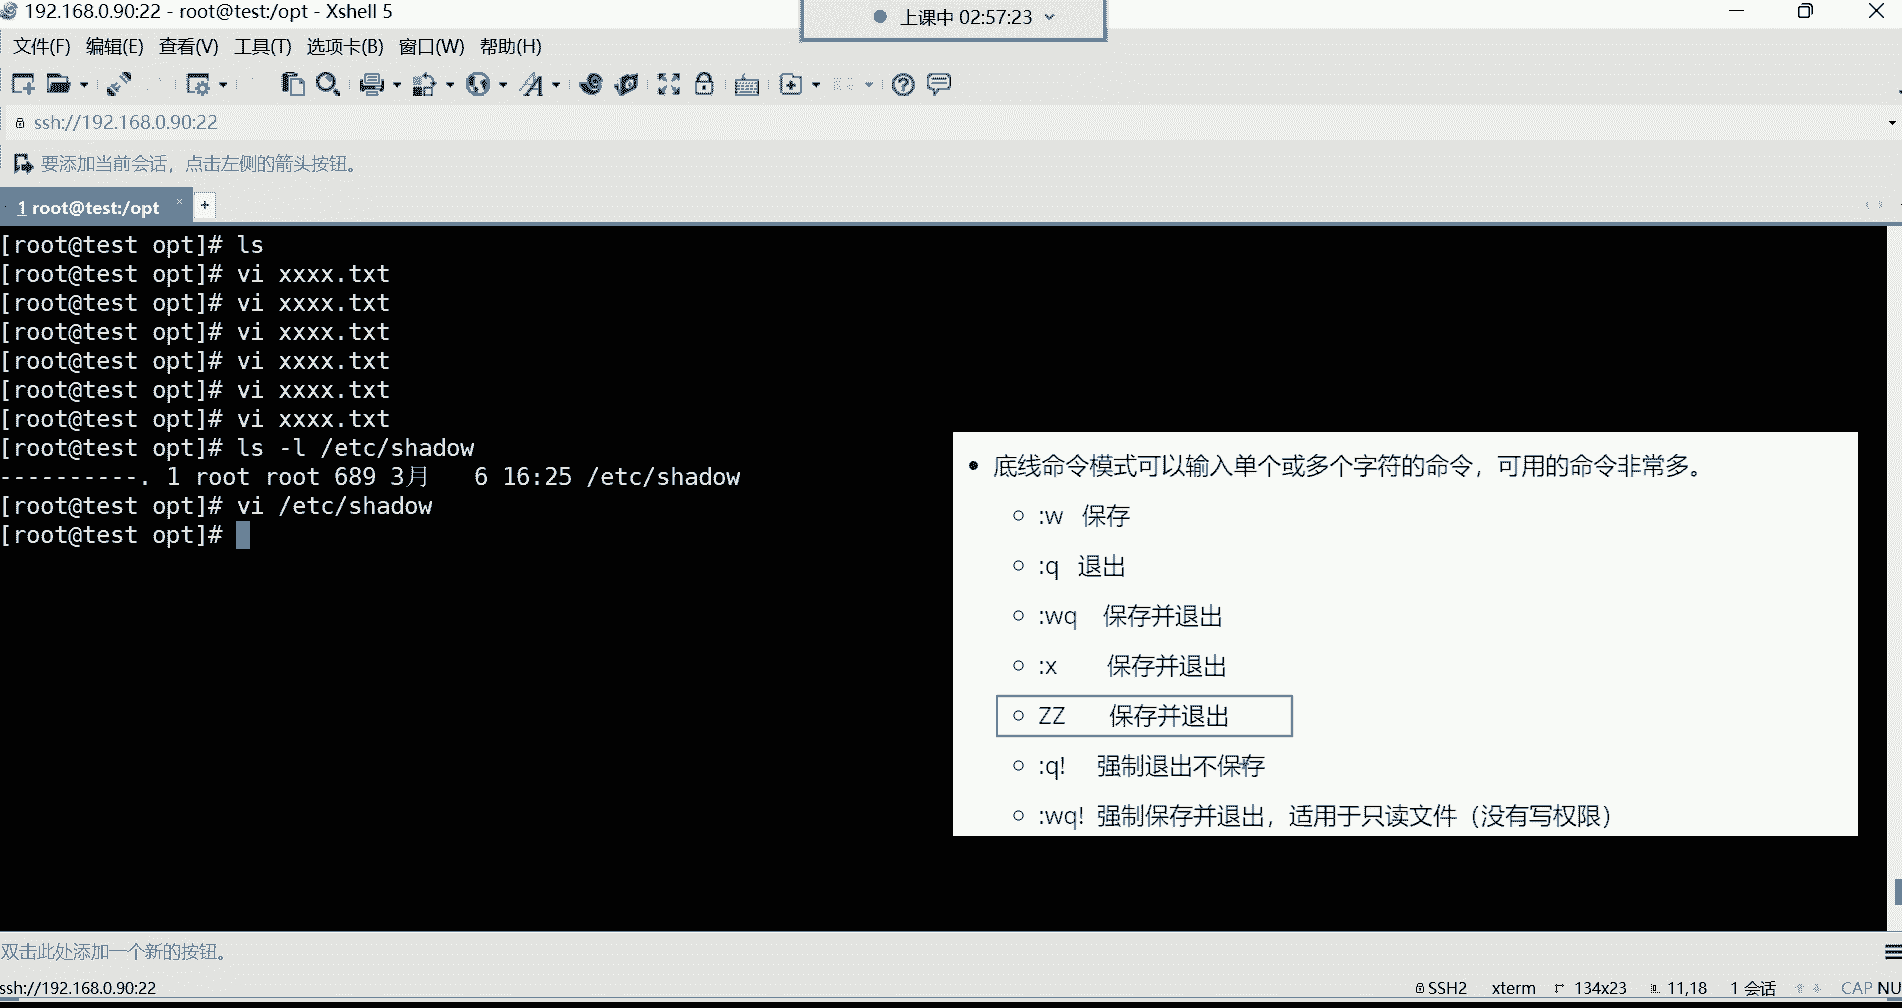 192.168.0.90:22 - root@test:/opt - Xshell 5
上课中 02:57:23
文件(F) 编辑(E) 查看(V) 工具(T) 选项卡(B) 窗口(W) 帮助(H)
ssh://192.168.0.90:22
要添加当前会话，点击左侧的箭头按钮。
1 root@test:/opt × +
[root@test opt]# ls
[root@test opt]# vi xxxx.txt
[root@test opt]# vi xxxx.txt
[root@test opt]# vi xxxx.txt
[root@test opt]# vi xxxx.txt
[root@test opt]# vi xxxx.txt
[root@test opt]# vi xxxx.txt
[root@test opt]# ls -l /etc/shadow
----------. 1 root root 689 3月   6 16:25 /etc/shadow
[root@test opt]# vi /etc/shadow
[root@test opt]#
• 底线命令模式可以输入单个或多个字符的命令，可用的命令非常多。
○ :w 保存
○ :q 退出
○ :wq 保存并退出
○ :x 保存并退出
○ ZZ 保存并退出
○ :q! 强制退出不保存
○ :wq! 强制保存并退出，适用于只读文件（没有写权限）
双击此处添加一个新的按钮。
ssh://192.168.0.90:22 SSH2 xterm 134x23 11,18 1 会话 CAP NU